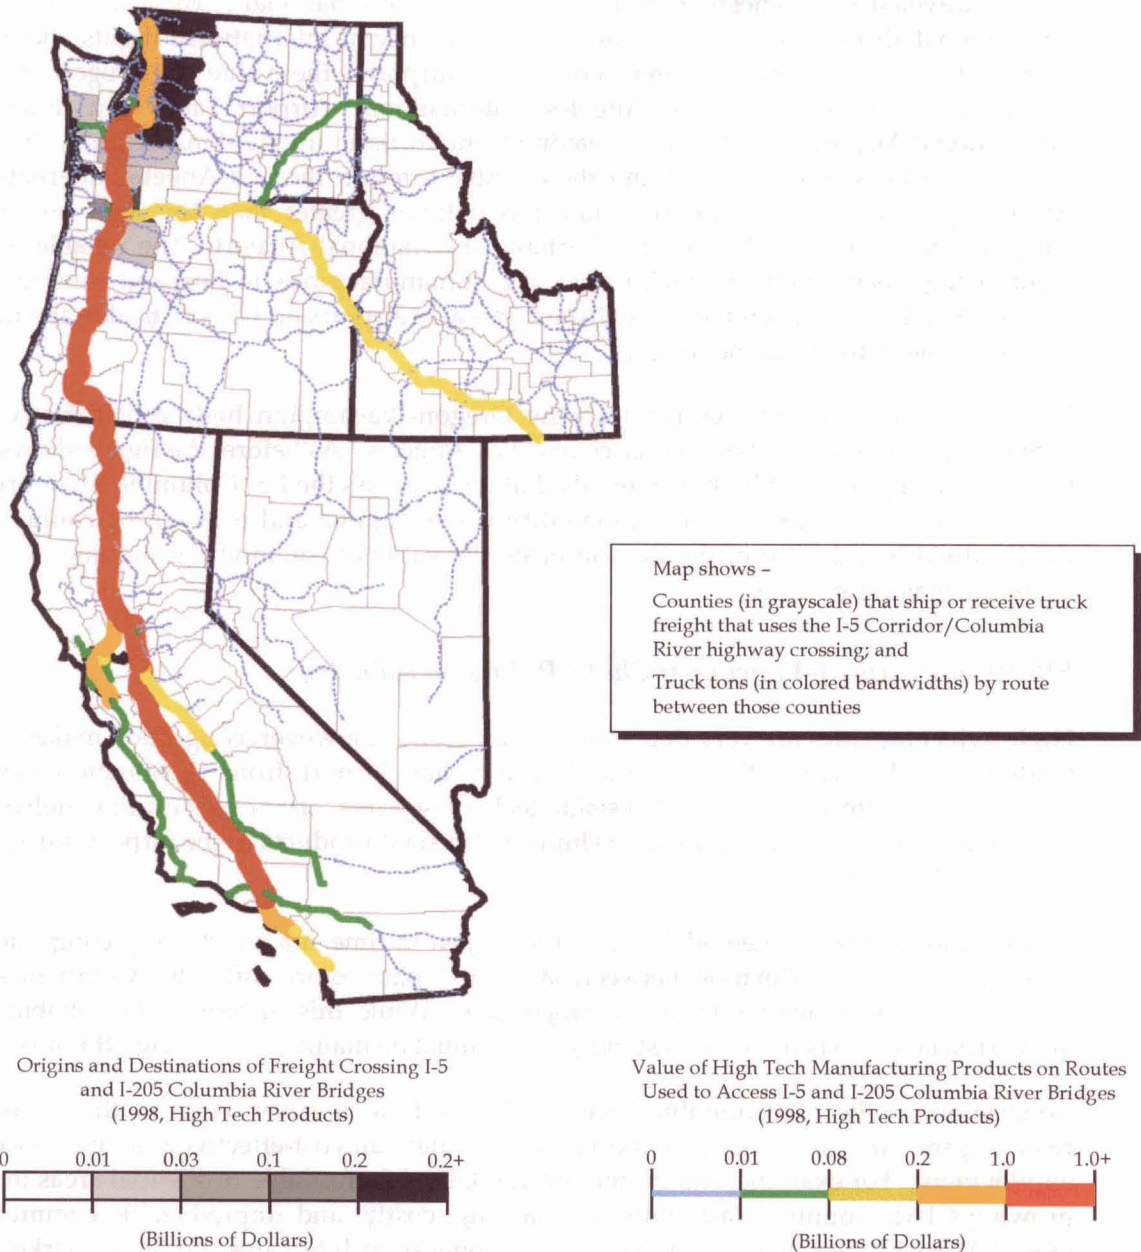 Map shows –
Counties (in grayscale) that ship or receive truck
freight that uses the I-5 Corridor/Columbia
River highway crossing; and
Truck tons (in colored bandwidths) by route
between those counties
Origins and Destinations of Freight Crossing I-5
and I-205 Columbia River Bridges
(1998, High Tech Products)
0 0.01 0.03 0.1 0.2 0.2+
(Billions of Dollars)
Value of High Tech Manufacturing Products on Routes
Used to Access I-5 and I-205 Columbia River Bridges
(1998, High Tech Products)
0 0.01 0.08 0.2 1.0 1.0+
(Billions of Dollars)